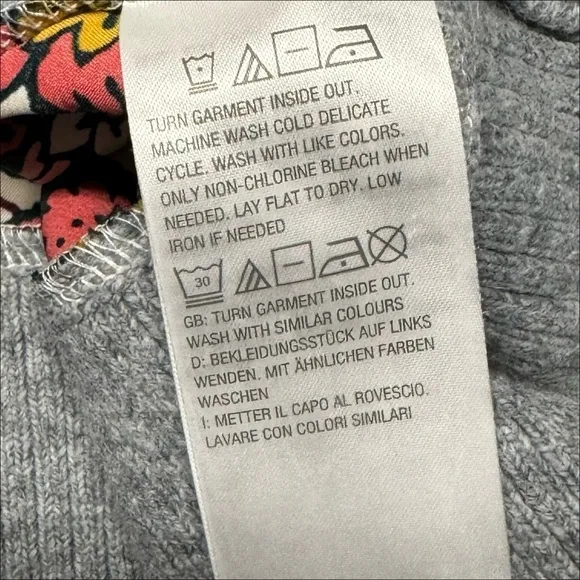 TURN GARMENT INSIDE OUT.
MACHINE WASH COLD DELICATE
CYCLE. WASH WITH LIKE COLORS.
ONLY NON-CHLORINE BLEACH WHEN
NEEDED. LAY FLAT TO DRY. LOW
IRON IF NEEDED
30
GB: TURN GARMENT INSIDE OUT.
WASH WITH SIMILAR COLOURS
D: BEKLEIDUNGSSTÜCK AUF LINKS
WENDEN. MIT ÄHNLICHEN FARBEN
WASCHEN
I: METTER IL CAPO AL ROVESCIO.
LAVARE CON COLORI SIMILARI